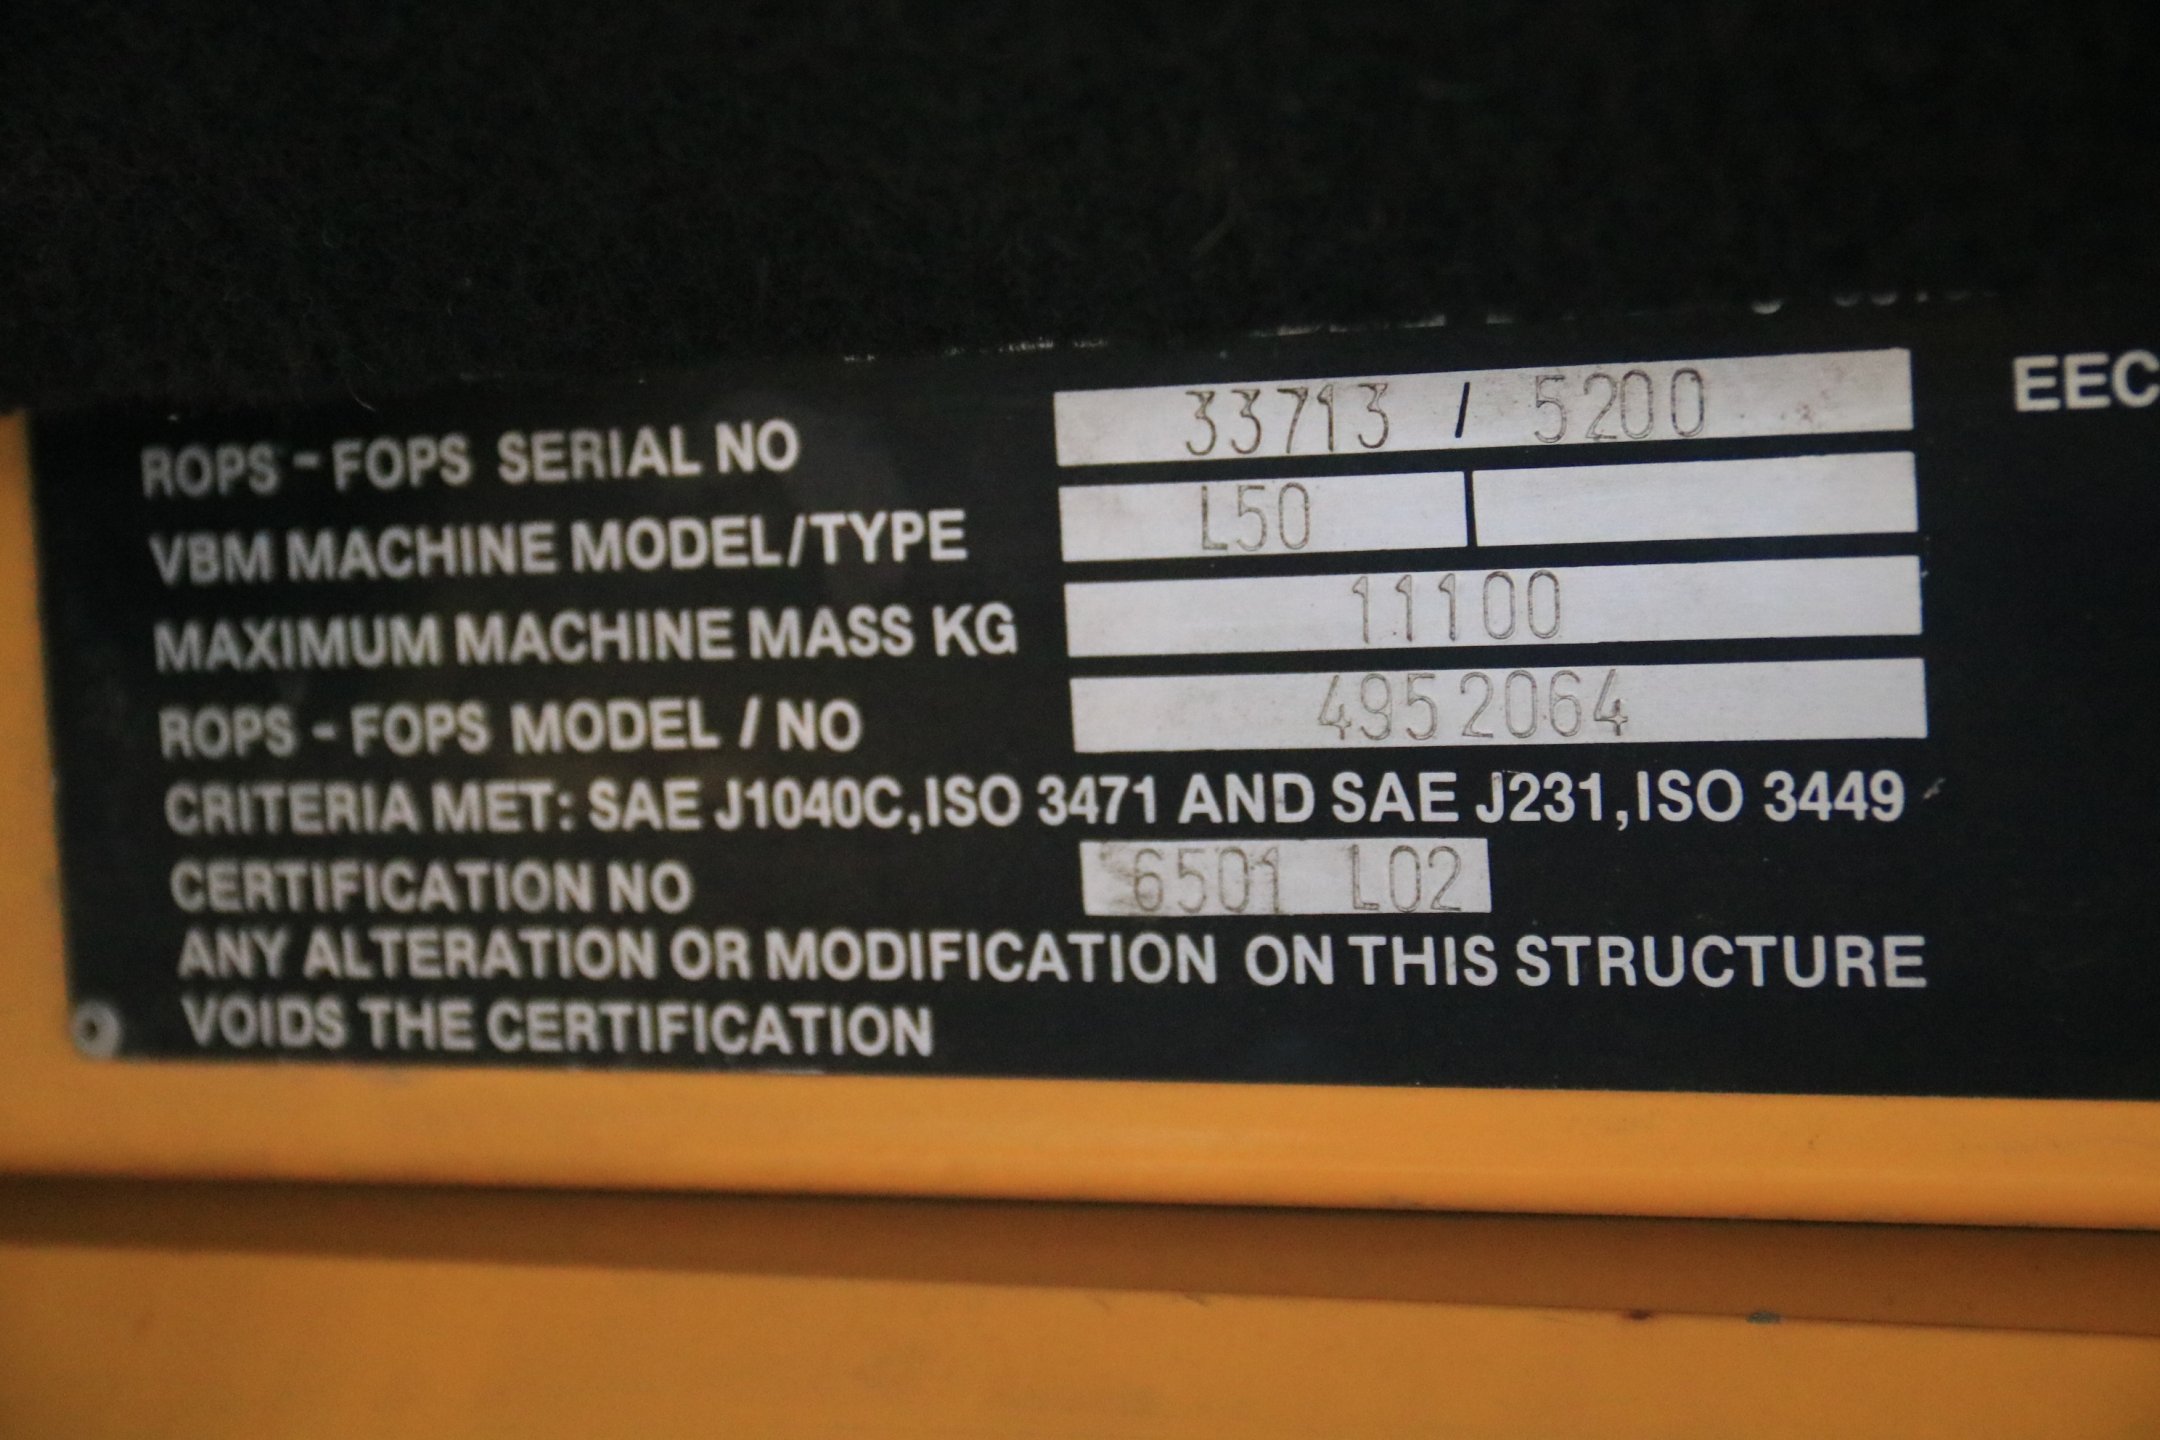 ROPS - FOPS SERIAL NO 33713 / 5200
EEC
VBM MACHINE MODEL/TYPE L50
MAXIMUM MACHINE MASS KG 11100
ROPS - FOPS MODEL / NO 4952064
CRITERIA MET: SAE J1040C,ISO 3471 AND SAE J231,ISO 3449
CERTIFICATION NO 6501 L02
ANY ALTERATION OR MODIFICATION ON THIS STRUCTURE
VOIDS THE CERTIFICATION